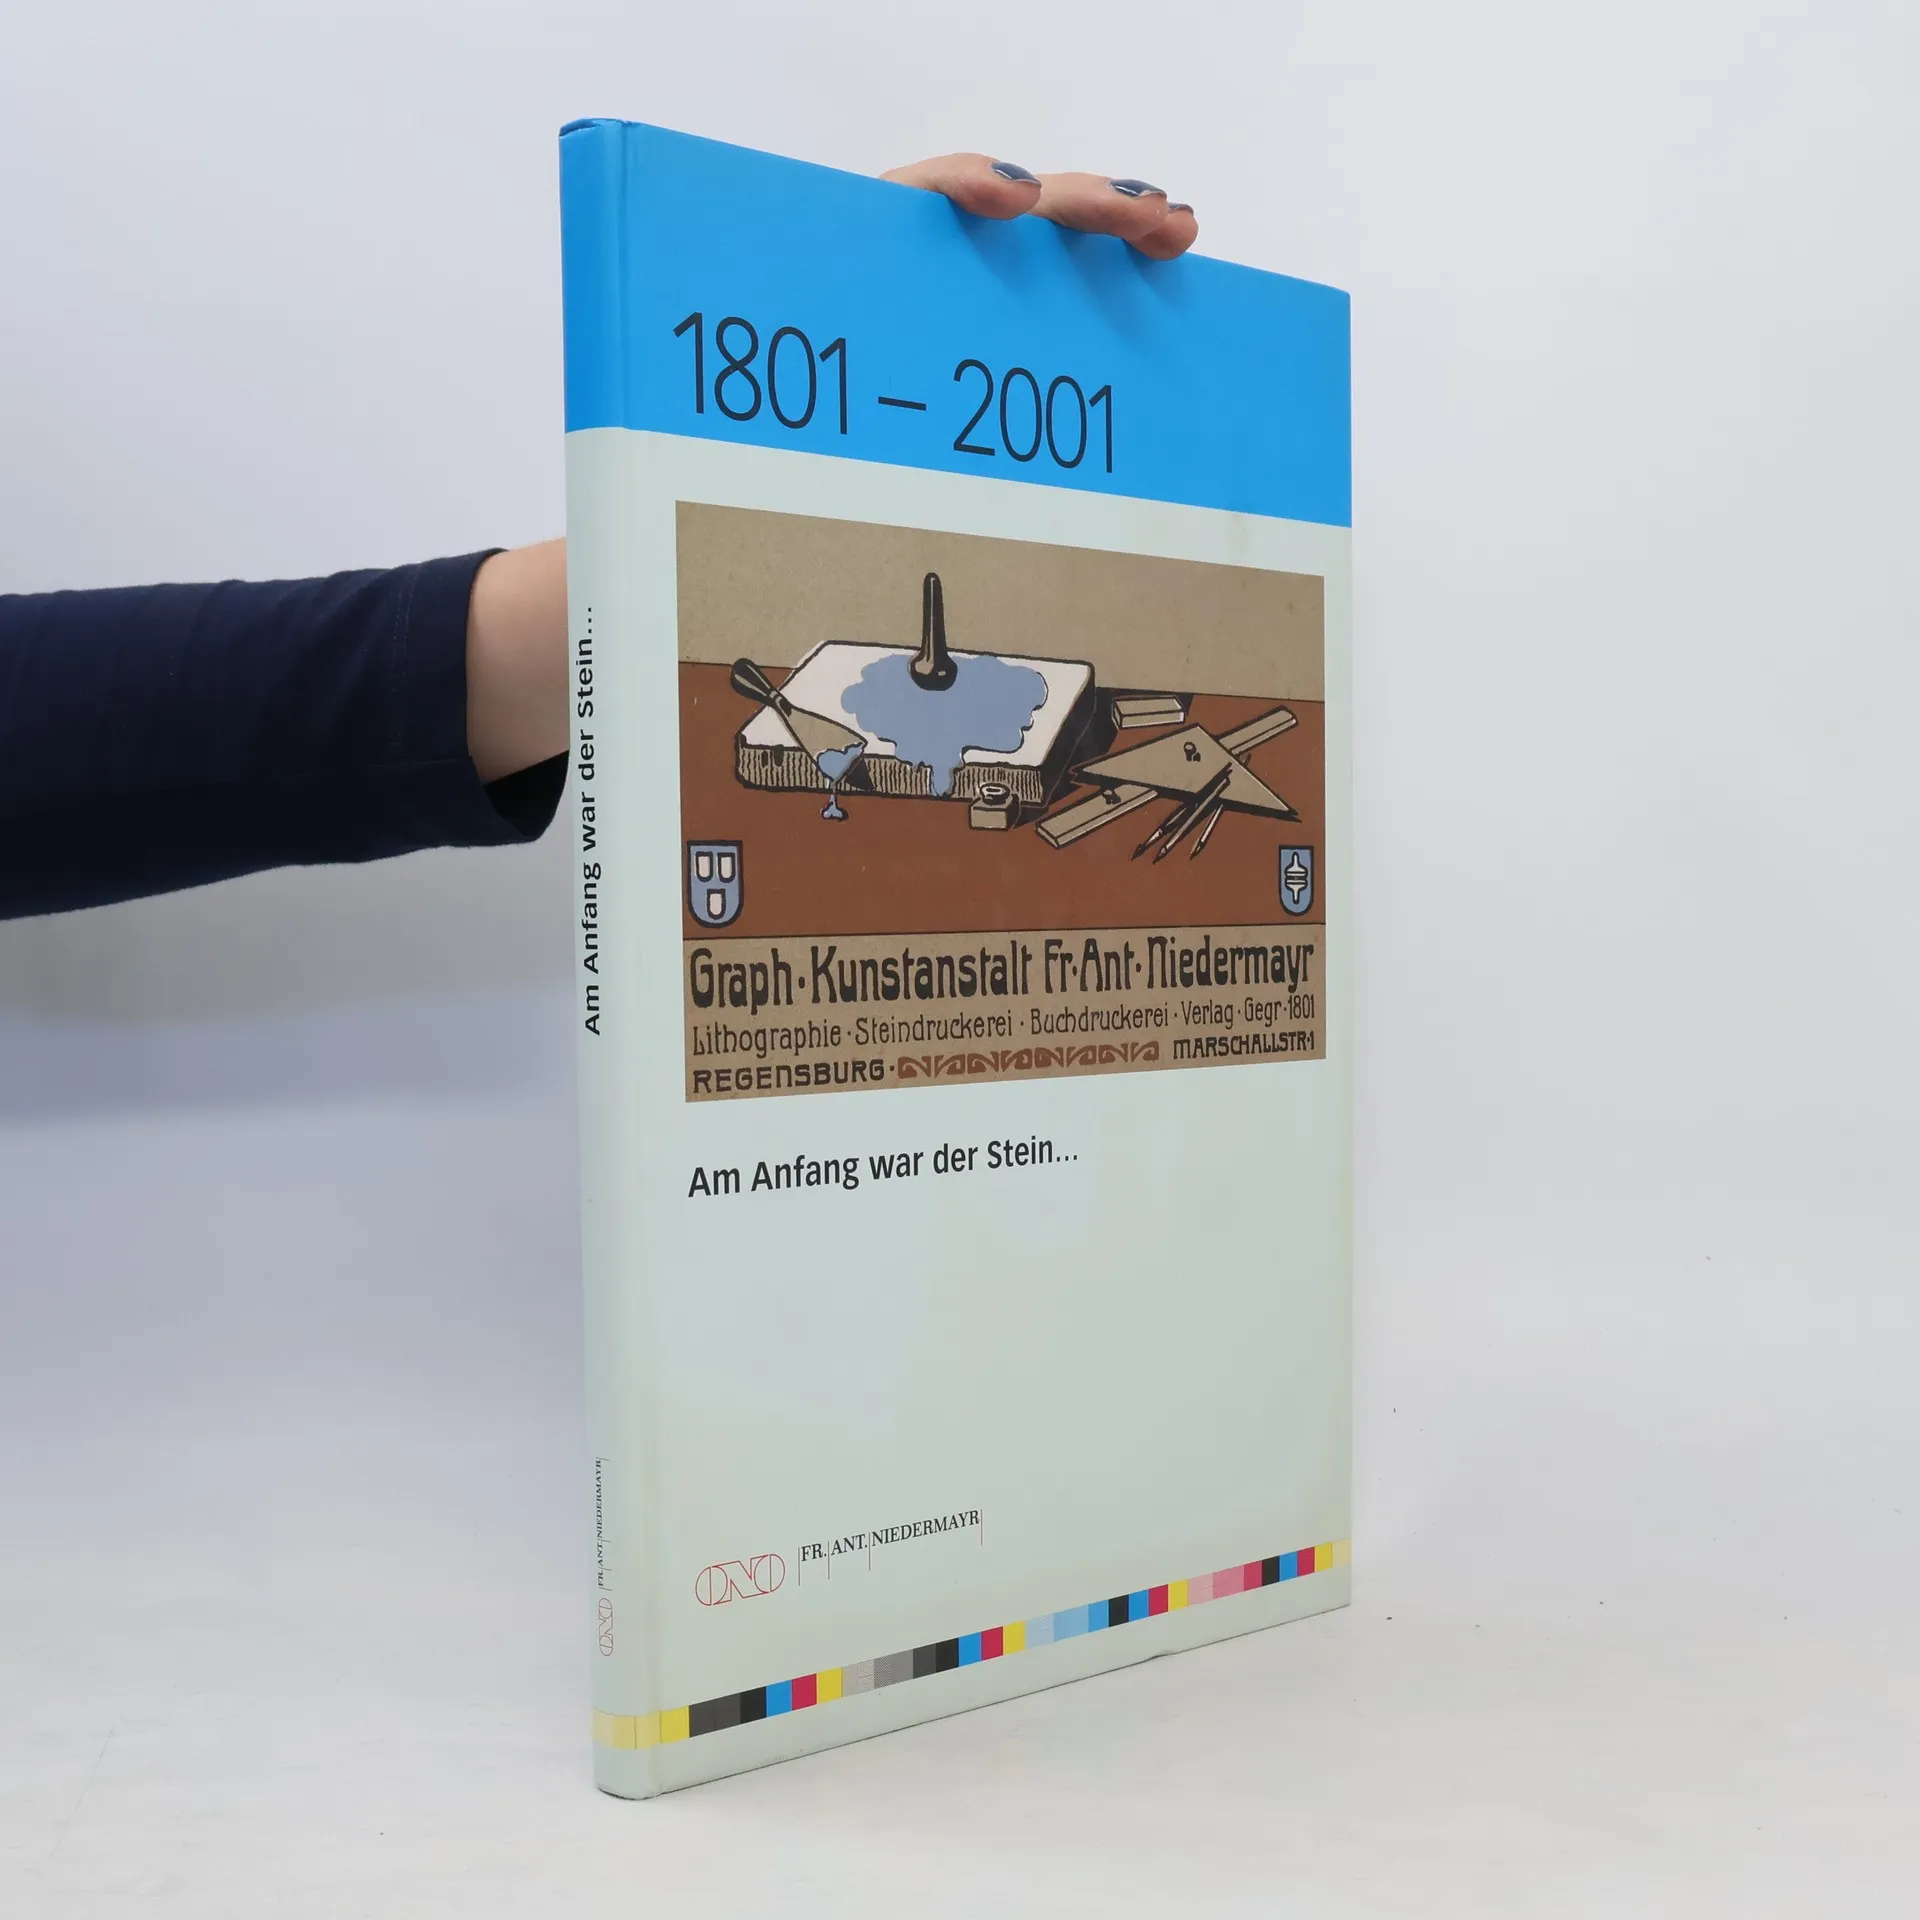 1801 – 2001
Graph · Kunstanstalt Fr · Ant · Niedermayr
Lithographie · Steindruckerei · Buchdruckerei · Verlag · Gegr · 1801
REGENSBURG · MARSCHALLSTR · 1
Am Anfang war der Stein...
FR. ANT. NIEDERMAYR
Am Anfang war der Stein...
FR. ANT. NIEDERMAYR